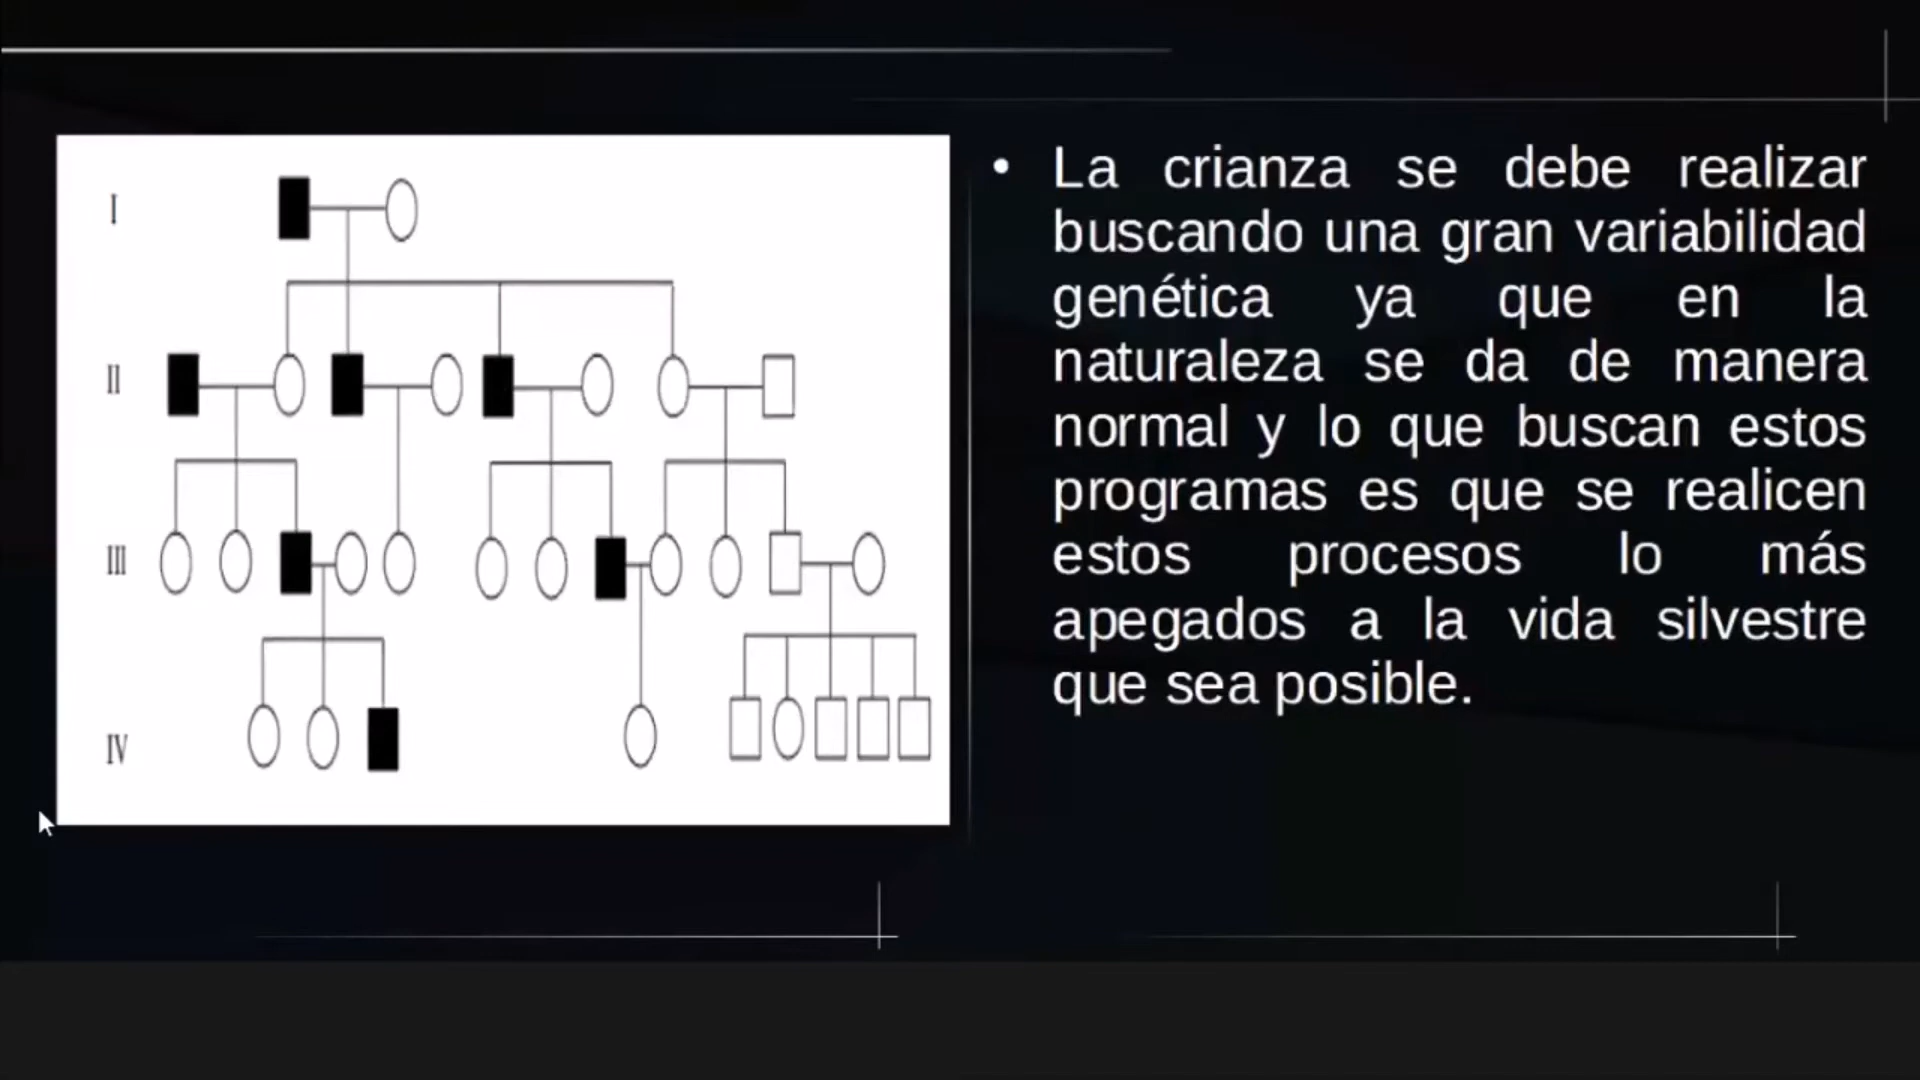 I
II
III
IV
• La crianza se debe realizar
buscando una gran variabilidad
genética ya que en la
naturaleza se da de manera
normal y lo que buscan estos
programas es que se realicen
estos procesos lo más
apegados a la vida silvestre
que sea posible.